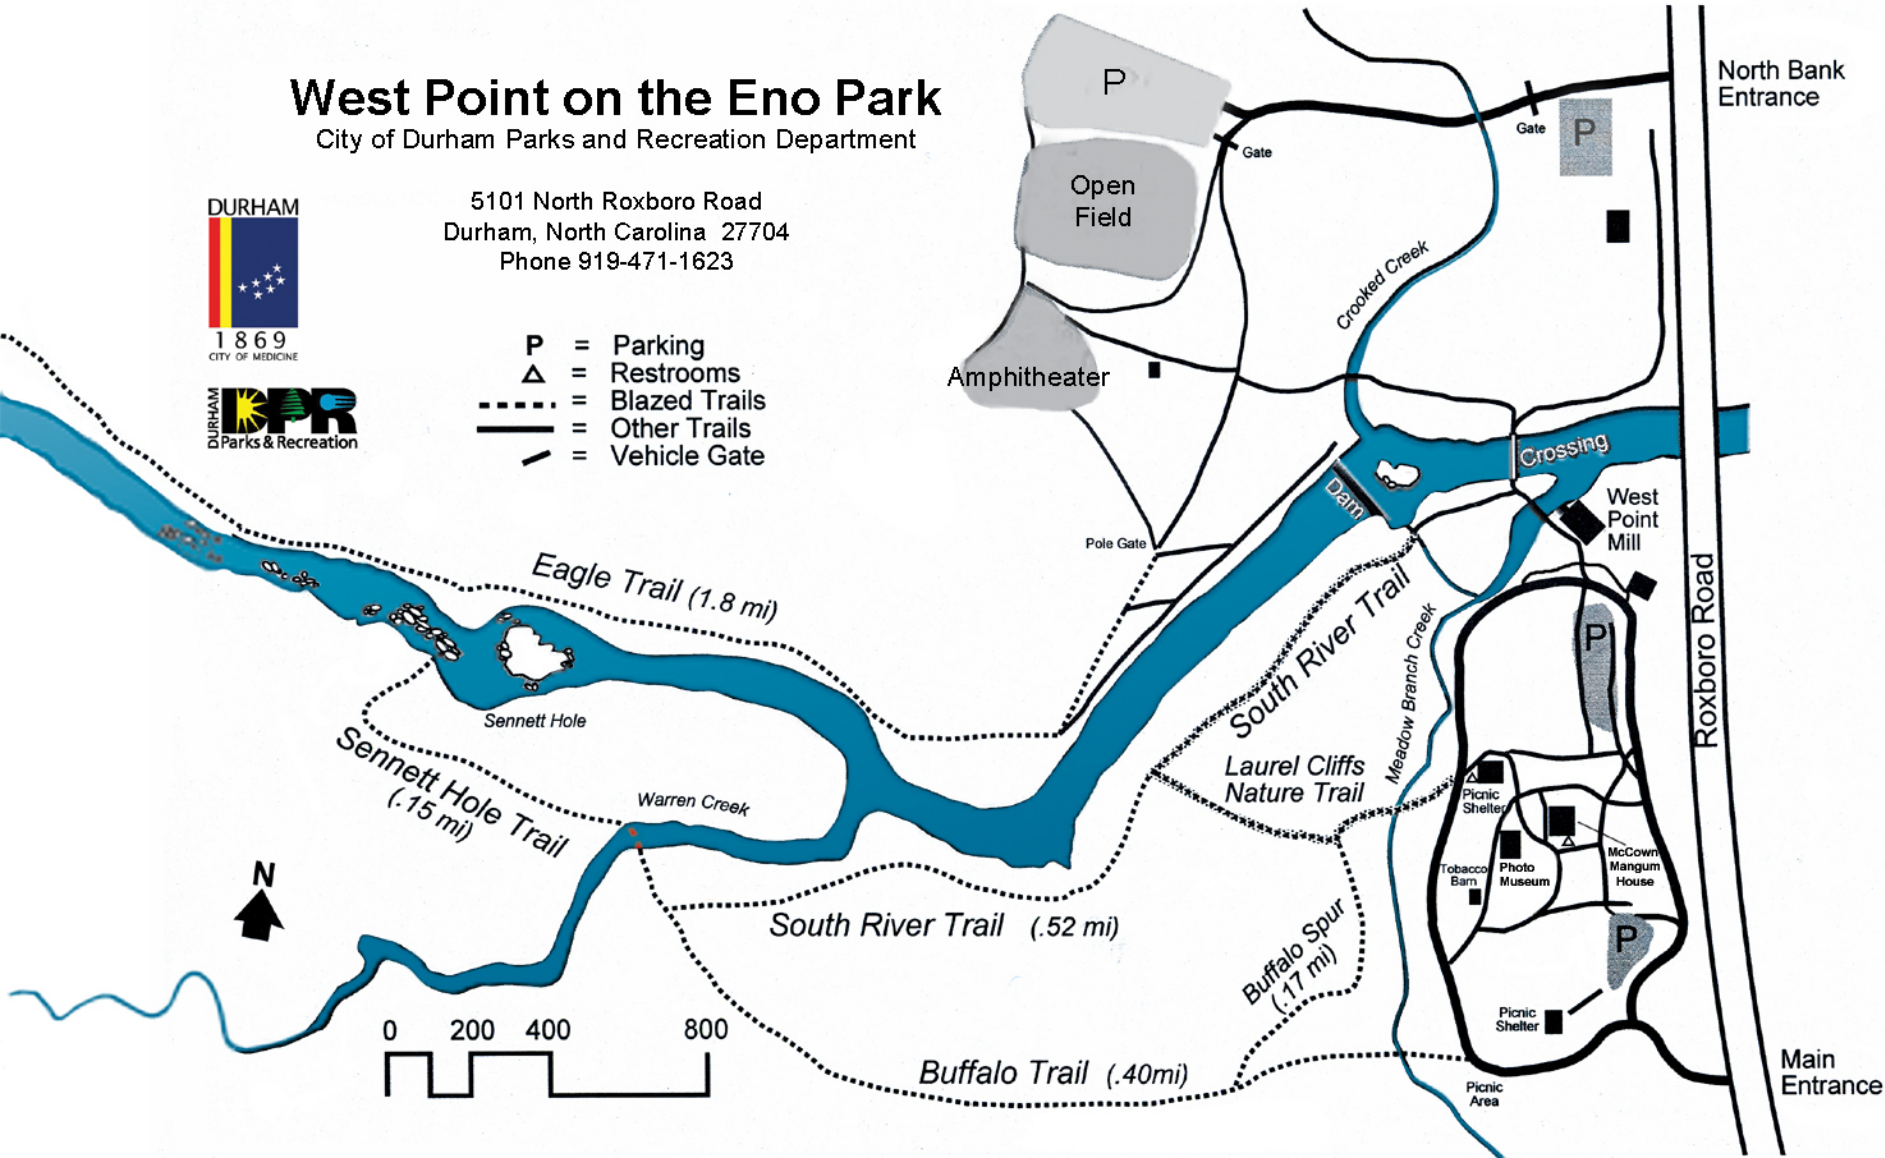 West Point on the Eno Park
City of Durham Parks and Recreation Department
5101 North Roxboro Road
Durham, North Carolina 27704
Phone 919-471-1623
DURHAM
1869
CITY OF MEDICINE
DURHAM
DPR
Parks & Recreation
P = Parking
= Restrooms
= Blazed Trails
= Other Trails
= Vehicle Gate
P
Open
Field
Amphitheater
Gate
Gate
P
North Bank
Entrance
Crooked Creek
Crossing
Dam
West
Point
Mill
Pole Gate
Roxboro Road
Eagle Trail (1.8 mi)
Sennett Hole
Sennett Hole Trail
(.15 mi)
Warren Creek
South River Trail
Meadow Branch Creek
P
Laurel Cliffs
Nature Trail
Picnic
Shelter
McCown
Mangum
House
Tobacco
Barn
Photo
Museum
N
South River Trail (.52 mi)
Buffalo Spur
(.17 mi)
P
Picnic
Shelter
0 200 400 800
Buffalo Trail (.40mi)
Picnic
Area
Main
Entrance